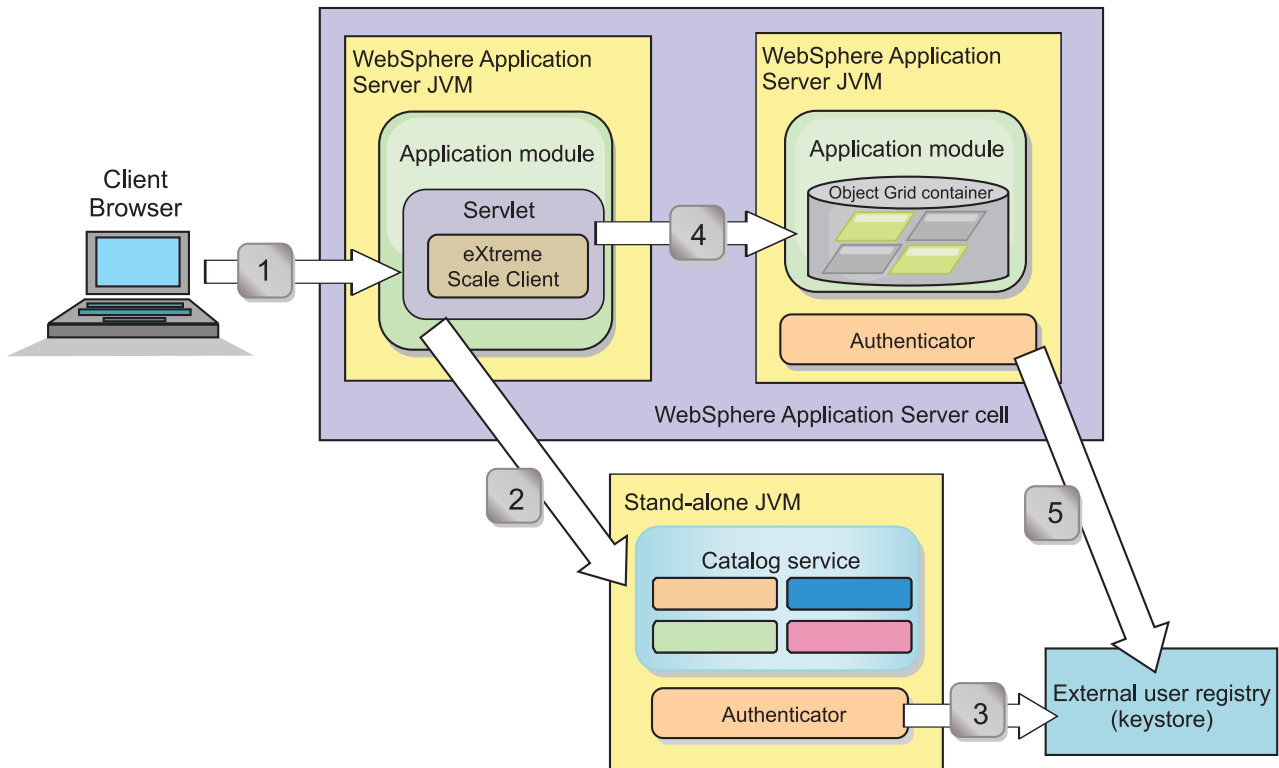 WebSphere Application
Server JVM
Application module
Servlet
eXtreme
Scale Client
WebSphere Application
Server JVM
Application module
Object Grid container
Authenticator
WebSphere Application Server cell
Client
Browser
1
4
2
5
Stand-alone JVM
Catalog service
Authenticator
3
External user registry
(keystore)